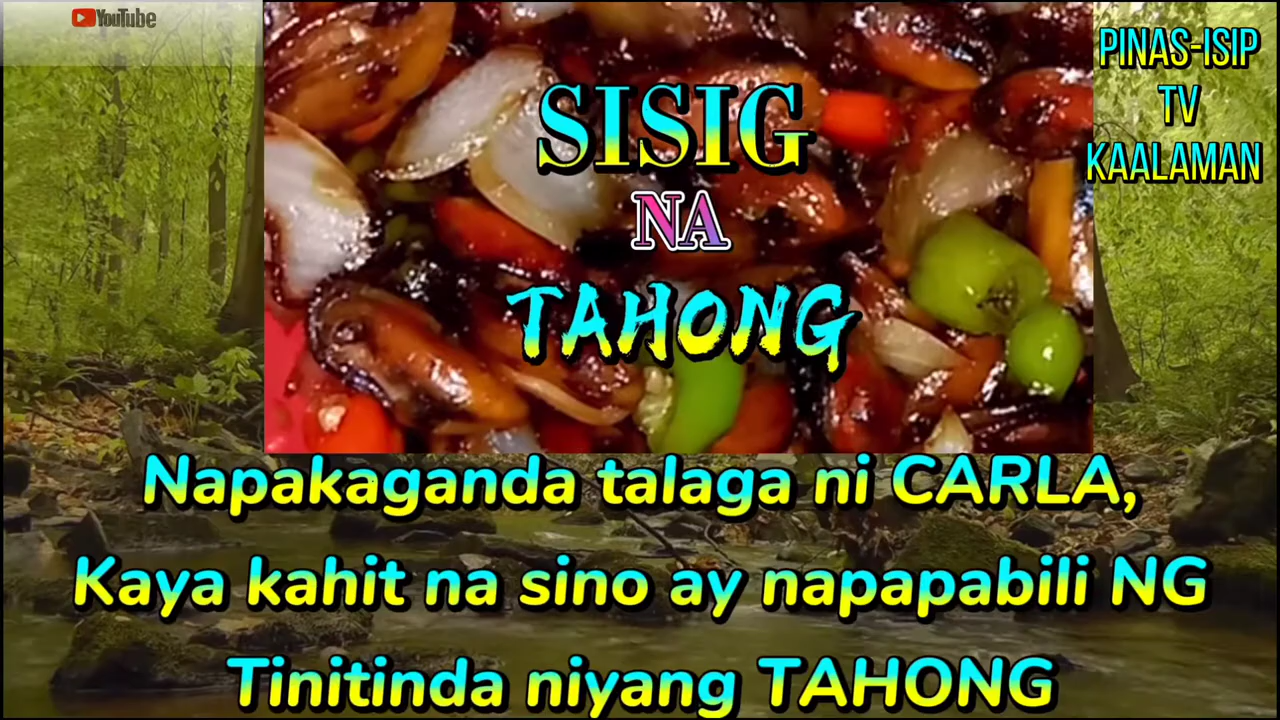 YouTube
PINAS-ISIP
TV
KAALAMAN
SISIG
NA
TAHONG
Napakaganda talaga ni CARLA,
Kaya kahit na sino ay napapabili NG
Tinitinda niyang TAHONG